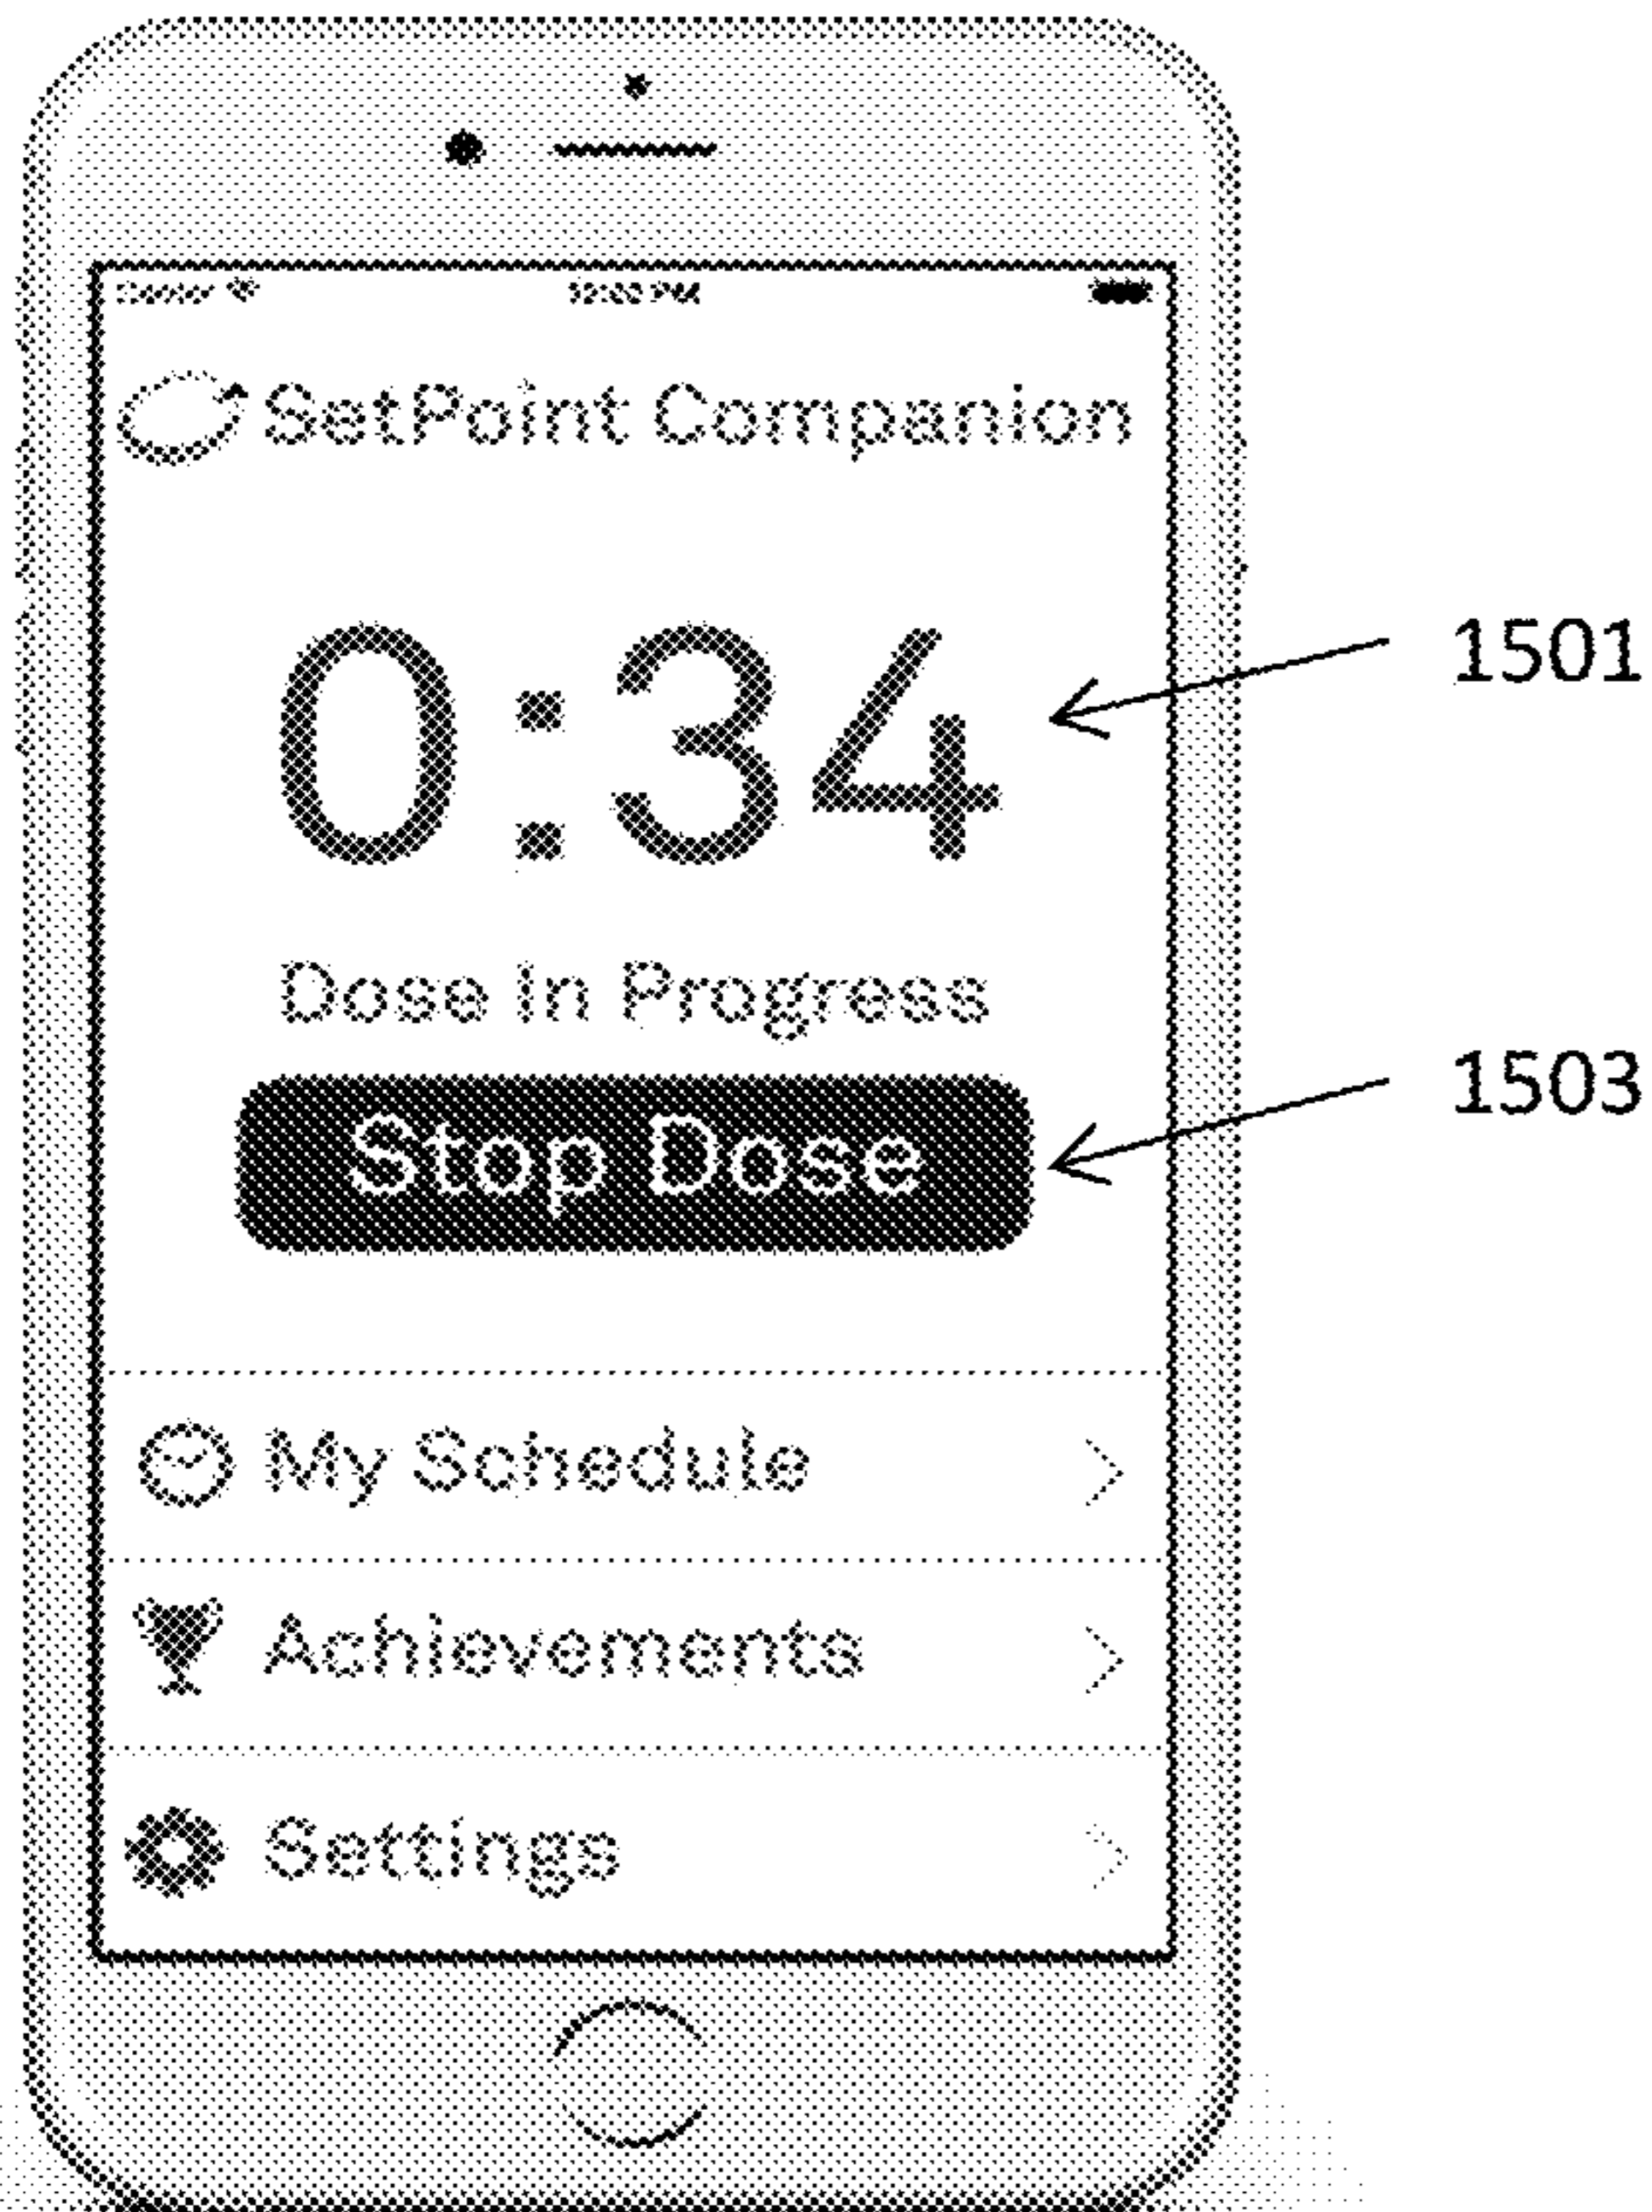 SetPoint Companion
0:34
1501
Dose In Progress
Stop Dose
1503
My Schedule
Achievements
Settings